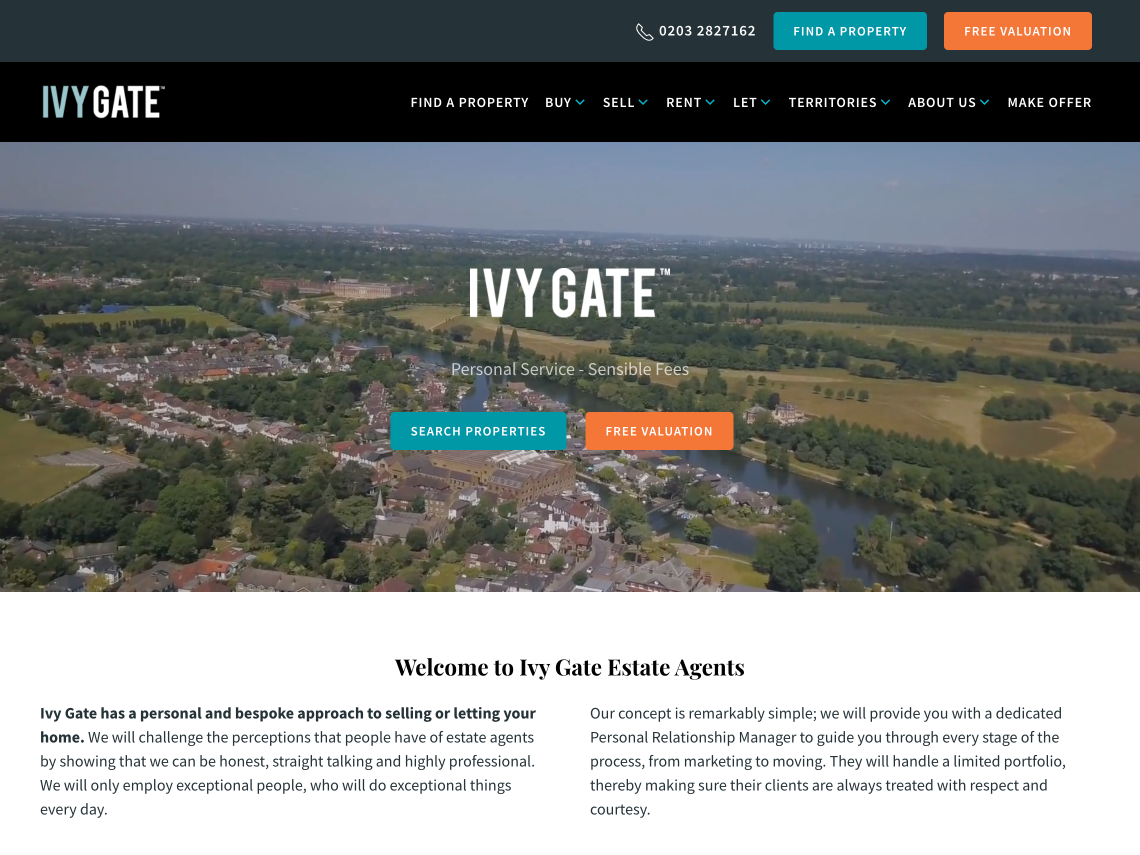 0203 2827162
FIND A PROPERTY
FREE VALUATION
IVY GATE™
FIND A PROPERTY
BUY
SELL
RENT
LET
TERRITORIES
ABOUT US
MAKE OFFER
IVY GATE™
Personal Service - Sensible Fees
SEARCH PROPERTIES
FREE VALUATION
Welcome to Ivy Gate Estate Agents
Ivy Gate has a personal and bespoke approach to selling or letting your
home. We will challenge the perceptions that people have of estate agents
by showing that we can be honest, straight talking and highly professional.
We will only employ exceptional people, who will do exceptional things
every day.
Our concept is remarkably simple; we will provide you with a dedicated
Personal Relationship Manager to guide you through every stage of the
process, from marketing to moving. They will handle a limited portfolio,
thereby making sure their clients are always treated with respect and
courtesy.